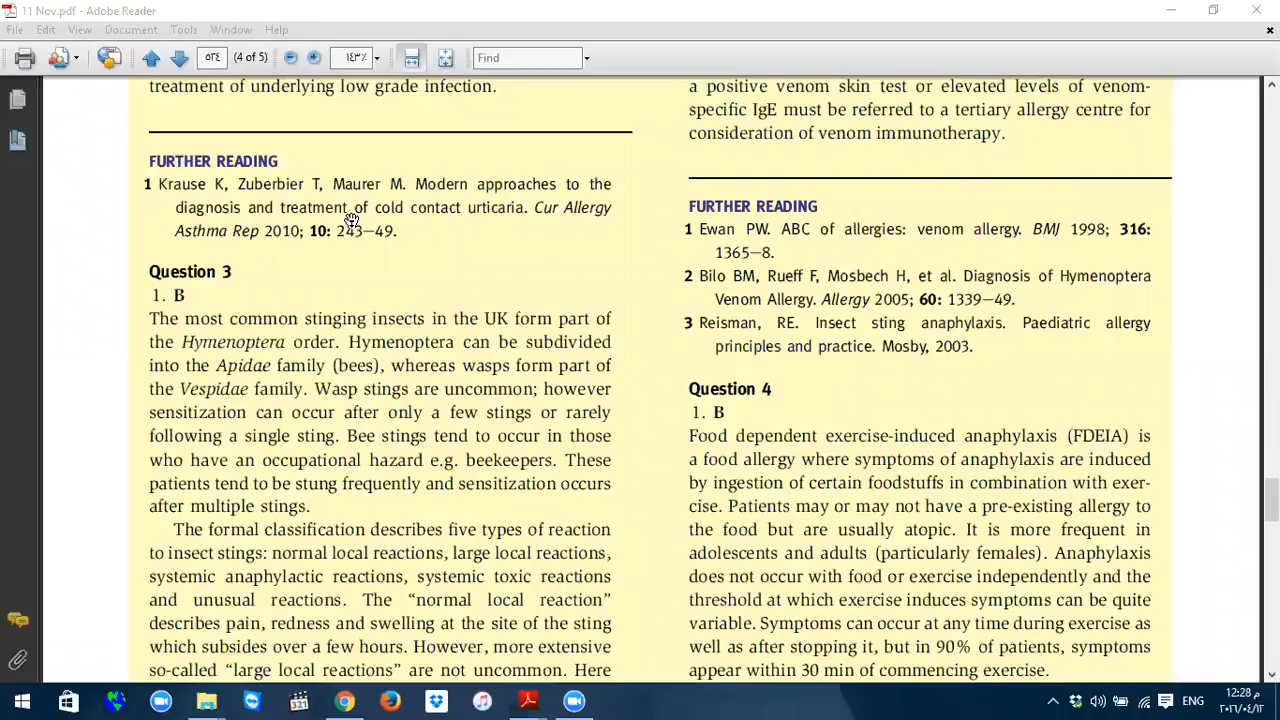 11 Nov.pdf - Adobe Reader
File Edit View Document Tools Window Help
٥٢٤ (4 of 5) ١٤٣% Find
treatment of underlying low grade infection.
FURTHER READING
1 Krause K, Zuberbier T, Maurer M. Modern approaches to the
diagnosis and treatment of cold contact urticaria. Cur Allergy
Asthma Rep 2010; 10: 243–49.
Question 3
1. B
The most common stinging insects in the UK form part of
the Hymenoptera order. Hymenoptera can be subdivided
into the Apidae family (bees), whereas wasps form part of
the Vespidae family. Wasp stings are uncommon; however
sensitization can occur after only a few stings or rarely
following a single sting. Bee stings tend to occur in those
who have an occupational hazard e.g. beekeepers. These
patients tend to be stung frequently and sensitization occurs
after multiple stings.
The formal classification describes five types of reaction
to insect stings: normal local reactions, large local reactions,
systemic anaphylactic reactions, systemic toxic reactions
and unusual reactions. The “normal local reaction”
describes pain, redness and swelling at the site of the sting
which subsides over a few hours. However, more extensive
so-called “large local reactions” are not uncommon. Here
a positive venom skin test or elevated levels of venom-
specific IgE must be referred to a tertiary allergy centre for
consideration of venom immunotherapy.
FURTHER READING
1 Ewan PW. ABC of allergies: venom allergy. BMJ 1998; 316:
1365–8.
2 Bilo BM, Rueff F, Mosbech H, et al. Diagnosis of Hymenoptera
Venom Allergy. Allergy 2005; 60: 1339–49.
3 Reisman, RE. Insect sting anaphylaxis. Paediatric allergy
principles and practice. Mosby, 2003.
Question 4
1. B
Food dependent exercise-induced anaphylaxis (FDEIA) is
a food allergy where symptoms of anaphylaxis are induced
by ingestion of certain foodstuffs in combination with exer-
cise. Patients may or may not have a pre-existing allergy to
the food but are usually atopic. It is more frequent in
adolescents and adults (particularly females). Anaphylaxis
does not occur with food or exercise independently and the
threshold at which exercise induces symptoms can be quite
variable. Symptoms can occur at any time during exercise as
well as after stopping it, but in 90% of patients, symptoms
appear within 30 min of commencing exercise.
321
ENG
12:28 م